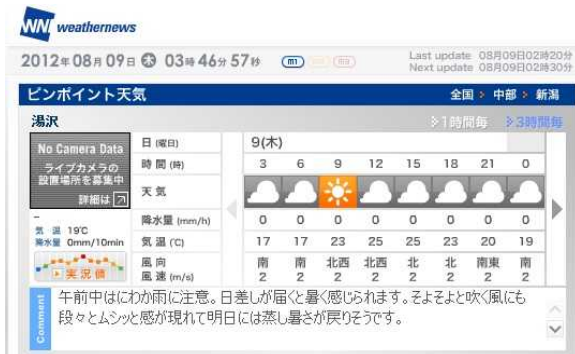 WN weathernews
2012年08月09日 木 03時46分57秒
Last update 08月09日02時20分
Next update 08月09日02時30分
ピンポイント天気 全国 > 中部 > 新潟
湯沢 1時間毎 3時間毎
No Camera Data
ライブカメラの
設置場所を募集中
詳細は
日 (曜日) 9(木)
時間 (時) 3 6 9 12 15 18 21 0
天気
降水量 (mm/h) 0 0 0 0 0 0 0 0
気温 (℃) 17 17 23 25 25 23 20 19
風向 南 南 北西 北西 北 北 南東 南
風速 (m/s) 2 2 2 2 2 2 2 2
-
気温 19℃
降水量 0mm/10min
実況値
Comment
午前中はにわか雨に注意。日差しが届くと暑く感じられます。そよそよと吹く風にも
段々とムシッと感が現れて明日には蒸し暑さが戻りそうです。